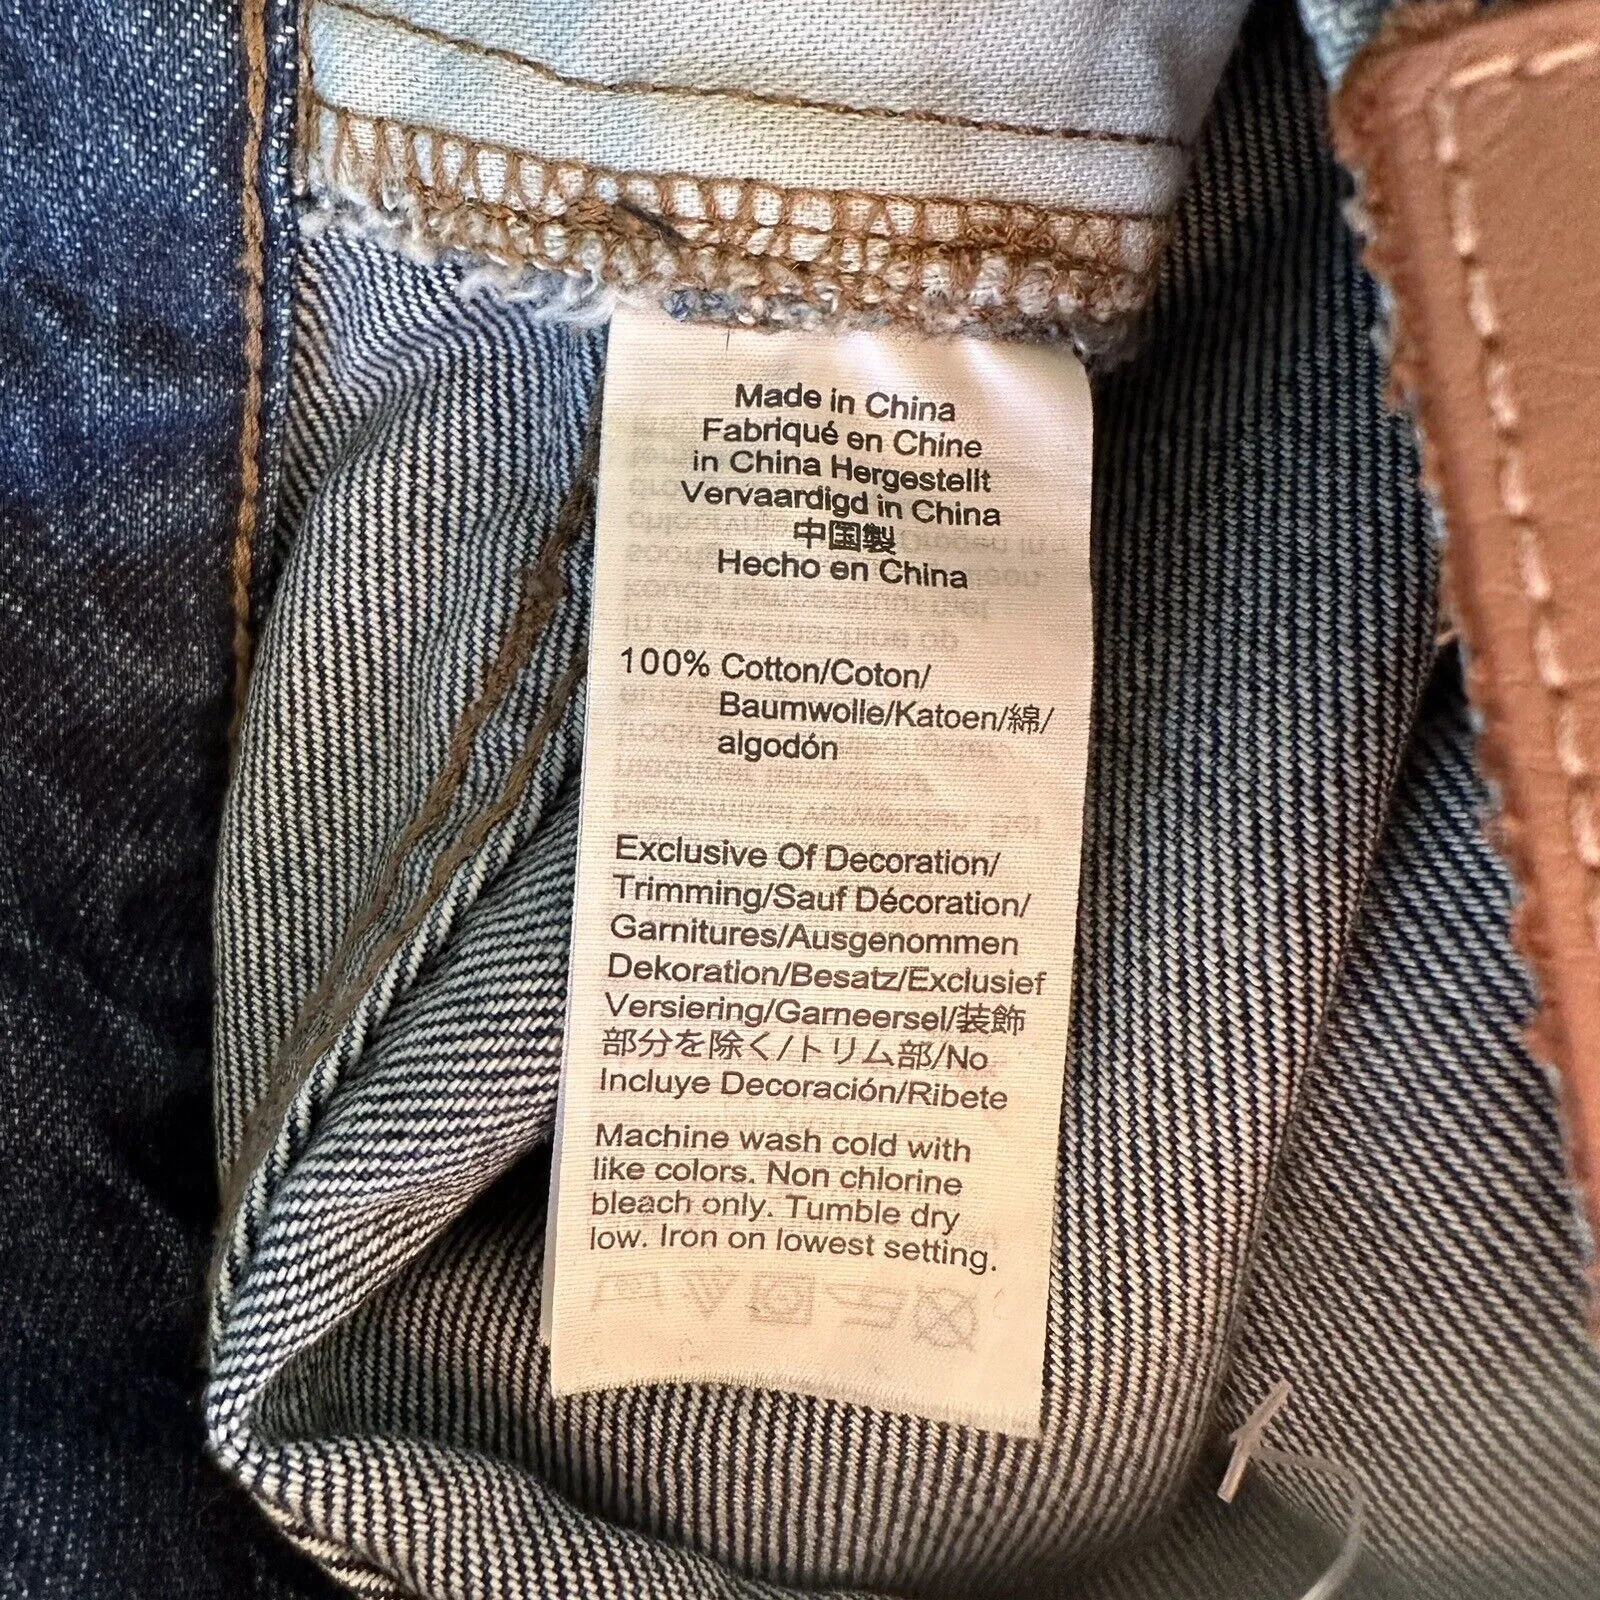 Made in China
Fabriqué en Chine
in China Hergestellt
Vervaardigd in China
中国製
Hecho en China
100% Cotton/Coton/
Baumwolle/Katoen/綿/
algodón
Exclusive Of Decoration/
Trimming/Sauf Décoration/
Garnitures/Ausgenommen
Dekoration/Besatz/Exclusief
Versiering/Garneersel/装飾
部分を除く/トリム部/No
Incluye Decoración/Ribete
Machine wash cold with
like colors. Non chlorine
bleach only. Tumble dry
low. Iron on lowest setting.